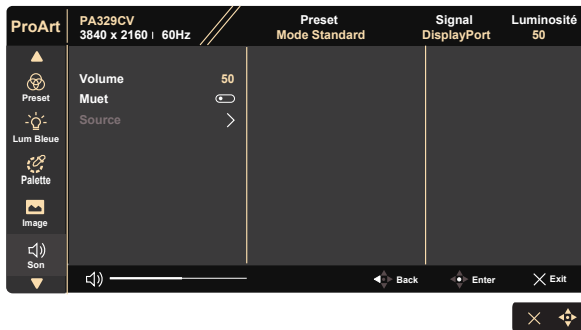 ProArt
PA329CV
3840 x 2160 | 60Hz
Preset
Mode Standard
Signal
DisplayPort
Luminosité
50
Preset
Lum Bleue
Palette
Image
Son
Volume 50
Muet
Source
Back
Enter
Exit